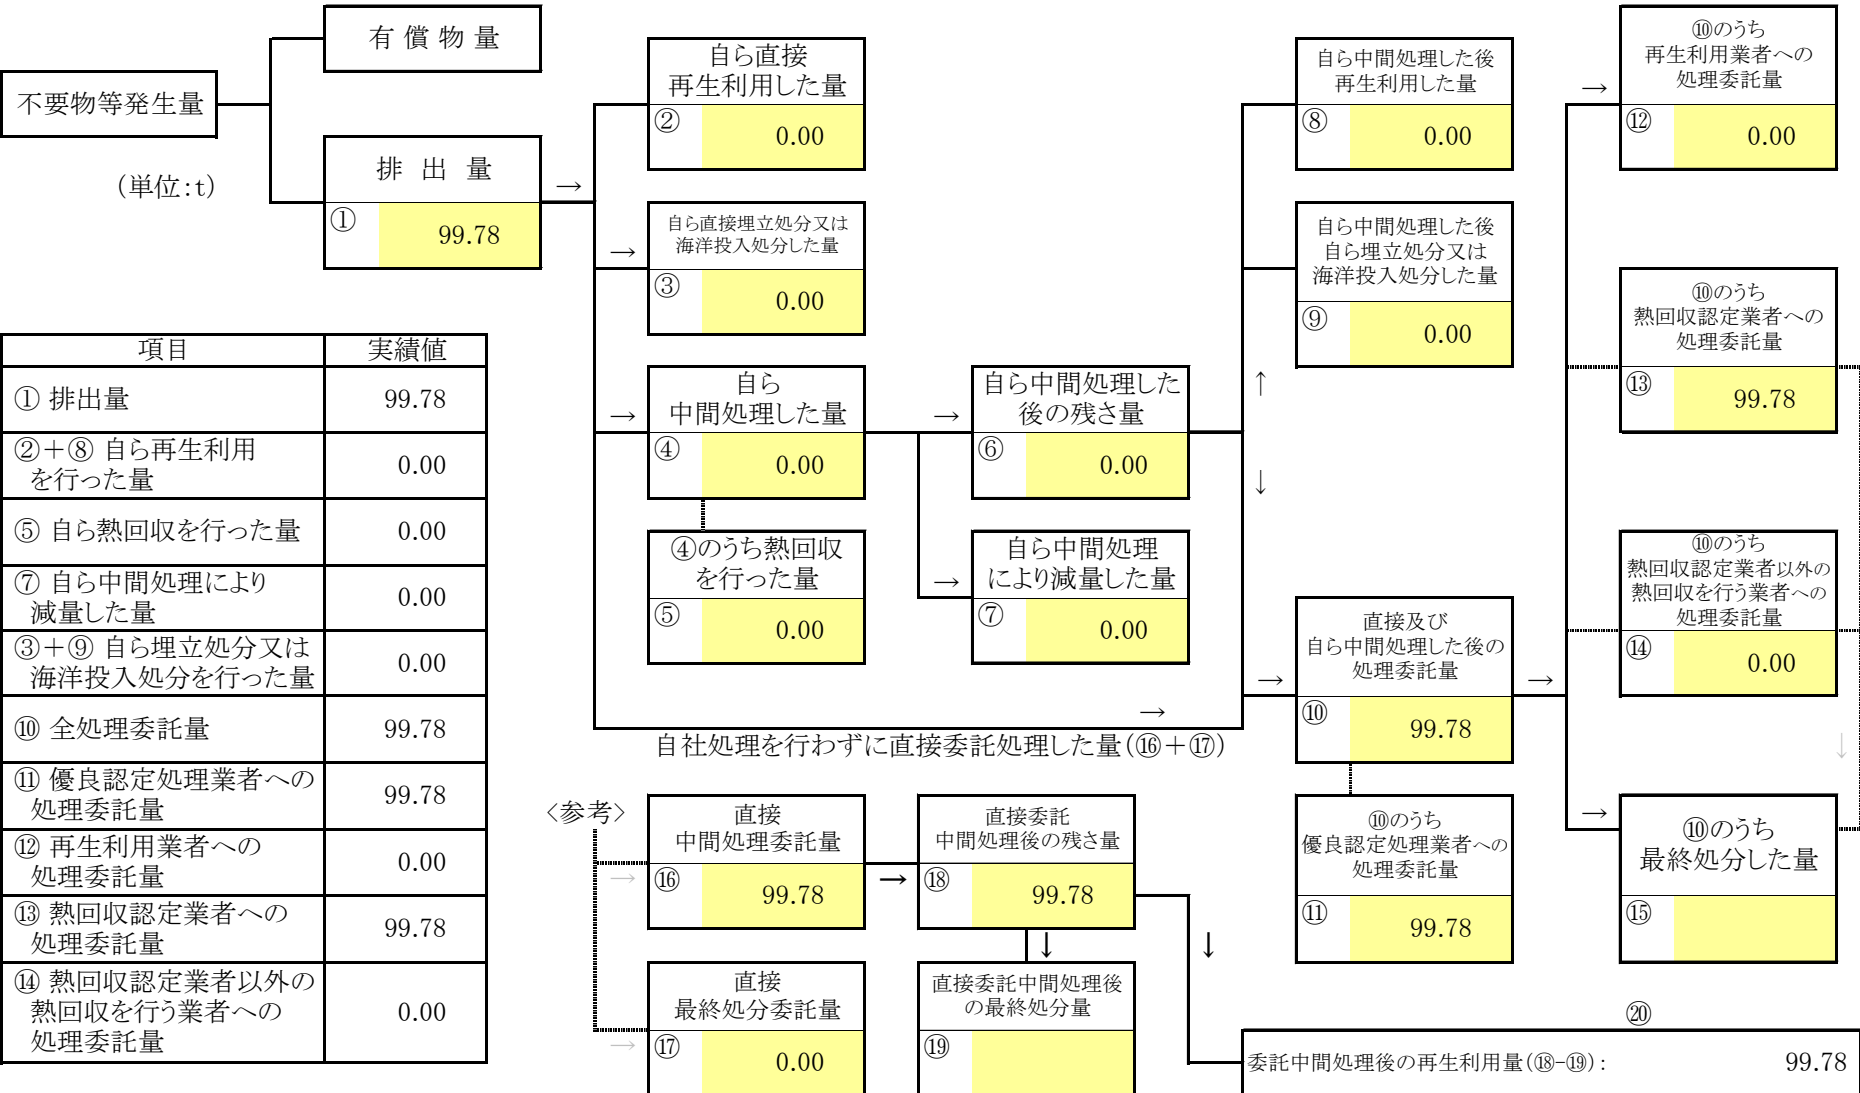 有償物量
不要物等発生量
(単位:t)
排出量
①
99.78
→
自ら直接
再生利用した量
②
0.00
→
自ら直接埋立処分又は
海洋投入処分した量
③
0.00
→
自ら
中間処理した量
④
0.00
④のうち熱回収
を行った量
⑤
0.00
→
自ら中間処理した
後の残さ量
⑥
0.00
→
自ら中間処理
により減量した量
⑦
0.00
↑
↓
自ら中間処理した後
再生利用した量
⑧
0.00
自ら中間処理した後
自ら埋立処分又は
海洋投入処分した量
⑨
0.00
→
直接及び
自ら中間処理した後の
処理委託量
⑩
99.78
→
自社処理を行わずに直接委託処理した量(⑯+⑰)
⑩のうち
優良認定処理業者への
処理委託量
⑪
99.78
→
→
⑩のうち
再生利用業者への
処理委託量
⑫
0.00
⑩のうち
熱回収認定業者への
処理委託量
⑬
99.78
⑩のうち
熱回収認定業者以外の
熱回収を行う業者への
処理委託量
⑭
0.00
↓
→
⑩のうち
最終処分した量
⑮
項目 実績値
① 排出量 99.78
②+⑧ 自ら再生利用
を行った量 0.00
⑤ 自ら熱回収を行った量 0.00
⑦ 自ら中間処理により
減量した量 0.00
③+⑨ 自ら埋立処分又は
海洋投入処分を行った量 0.00
⑩ 全処理委託量 99.78
⑪ 優良認定処理業者への
処理委託量 99.78
⑫ 再生利用業者への
処理委託量 0.00
⑬ 熱回収認定業者への
処理委託量 99.78
⑭ 熱回収認定業者以外の
熱回収を行う業者への
処理委託量 0.00
〈参考〉
→
直接
中間処理委託量
⑯
99.78
→
直接委託
中間処理後の残さ量
⑱
99.78
↓
↓
→
直接
最終処分委託量
⑰
0.00
直接委託中間処理後
の最終処分量
⑲
⑳
委託中間処理後の再生利用量(⑱-⑲): 99.78